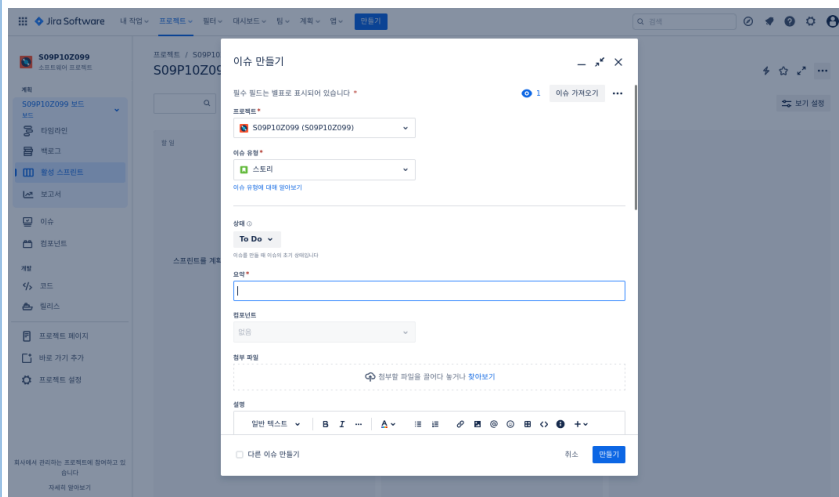 Jira Software
내 작업
프로젝트
필터
대시보드
팀
계획
앱
만들기
검색
S09P10Z099
소프트웨어 프로젝트
계획
S09P10Z099 보드
보드
타임라인
백로그
활성 스프린트
보고서
이슈
컴포넌트
개발
코드
릴리스
프로젝트 페이지
바로 가기 추가
프로젝트 설정
회사에서 관리하는 프로젝트에 참여하고 있
습니다
자세히 알아보기
프로젝트 / S09P10
S09P10Z09
할 일
스프린트를 계획
보기 설정
이슈 만들기
필수 필드는 별표로 표시되어 있습니다 *
1
이슈 가져오기
프로젝트*
S09P10Z099 (S09P10Z099)
이슈 유형*
스토리
이슈 유형에 대해 알아보기
상태
To Do
이슈를 만들 때 이슈의 초기 상태입니다
요약*
컴포넌트
없음
첨부 파일
첨부할 파일을 끌어다 놓거나 찾아보기
설명
일반 텍스트
B I ... A
다른 이슈 만들기
취소
만들기